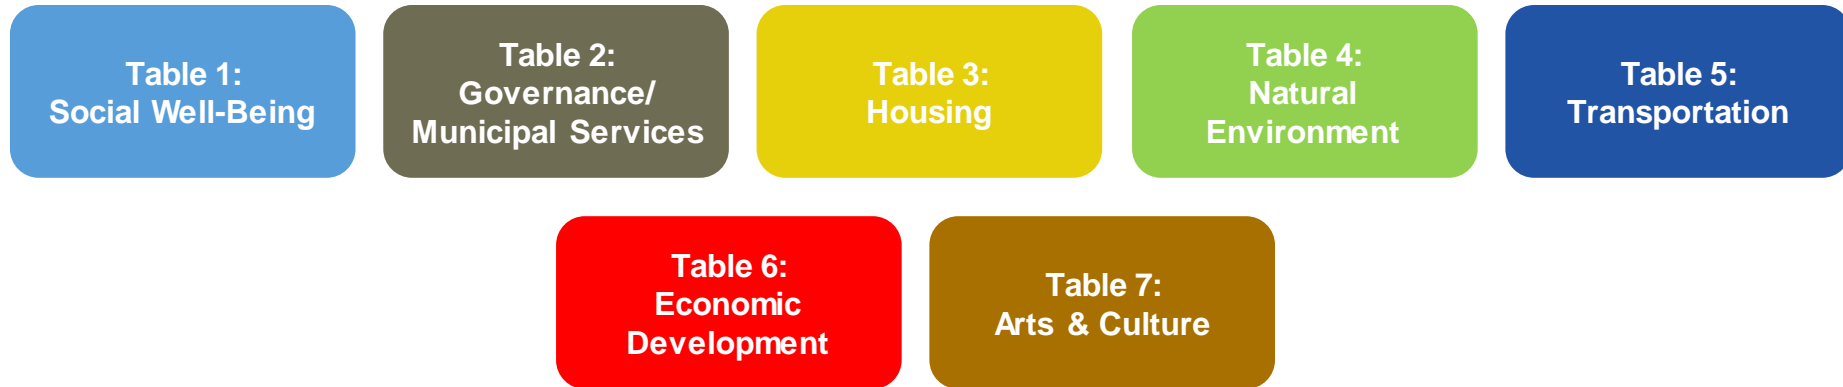 Table 1:
Social Well-Being
Table 2:
Governance/
Municipal Services
Table 3:
Housing
Table 4:
Natural
Environment
Table 5:
Transportation
Table 6:
Economic
Development
Table 7:
Arts & Culture